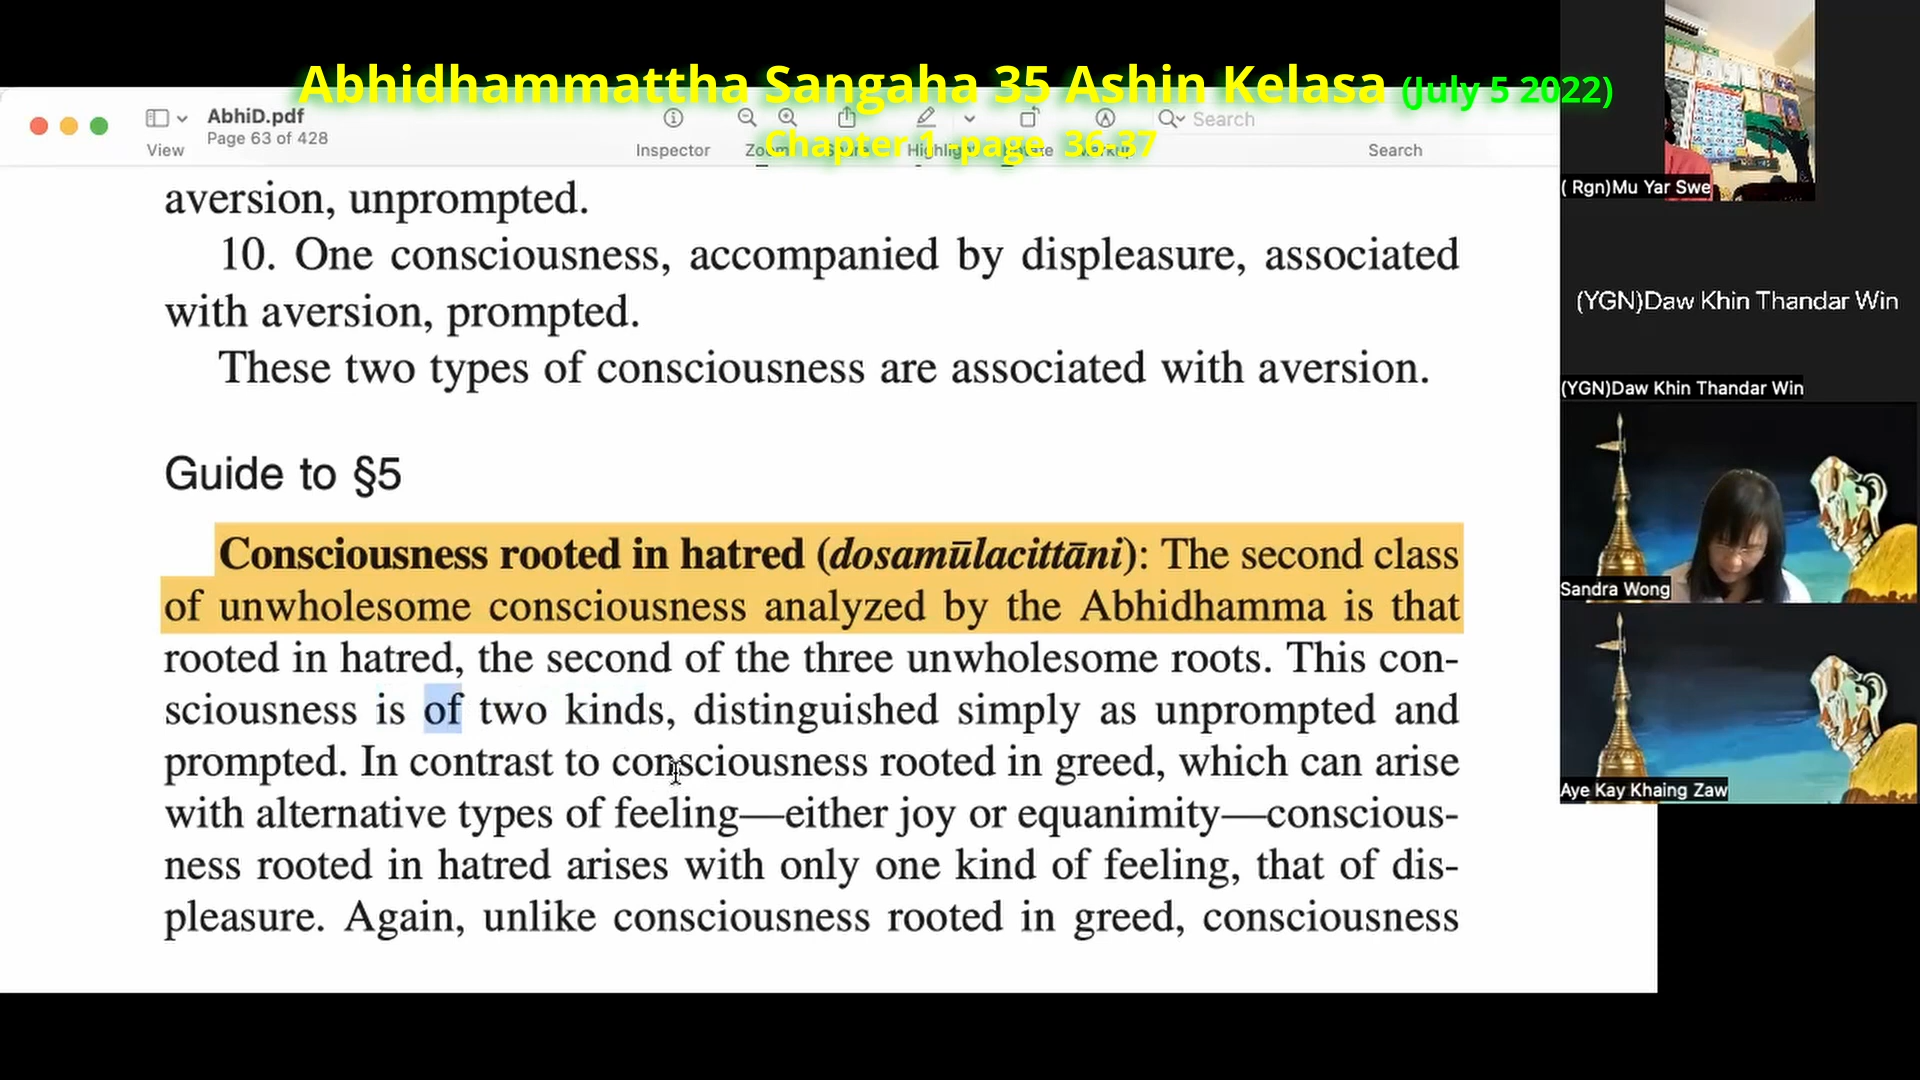 Abhidhammattha Sangaha 35 Ashin Kelasa (July 5 2022)
Chapter 1 -page 36-37
AbhiD.pdf
Page 63 of 428
View
Inspector
Zoom
Search
Search
aversion, unprompted.
10. One consciousness, accompanied by displeasure, associated
with aversion, prompted.
These two types of consciousness are associated with aversion.
Guide to §5
Consciousness rooted in hatred (dosamūlacittāni): The second class
of unwholesome consciousness analyzed by the Abhidhamma is that
rooted in hatred, the second of the three unwholesome roots. This con-
sciousness is of two kinds, distinguished simply as unprompted and
prompted. In contrast to consciousness rooted in greed, which can arise
with alternative types of feeling—either joy or equanimity—conscious-
ness rooted in hatred arises with only one kind of feeling, that of dis-
pleasure. Again, unlike consciousness rooted in greed, consciousness
( Rgn)Mu Yar Swe
(YGN)Daw Khin Thandar Win
(YGN)Daw Khin Thandar Win
Sandra Wong
Aye Kay Khaing Zaw